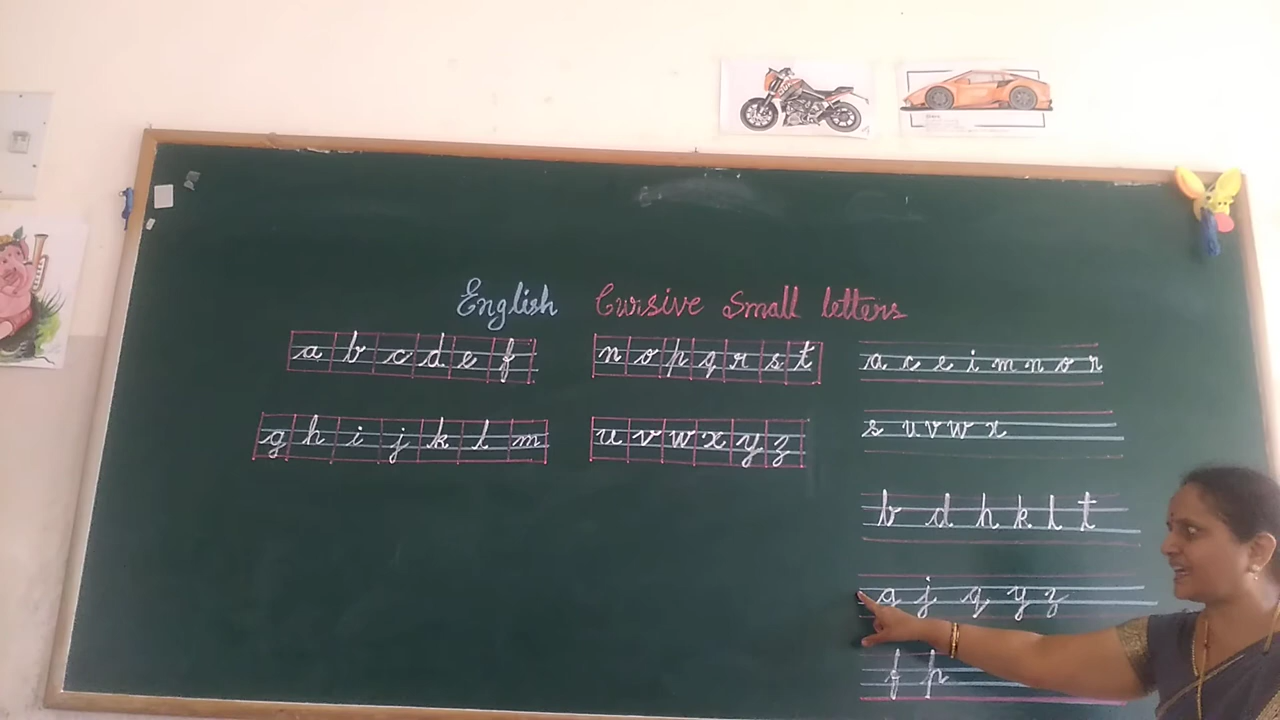 English Cursive Small letters
a b c d e f
g h i j k l m
n o p q r s t
u v w x y z
a c e i m n o r
s u v w x
b d h k l t
g j q y z
f p